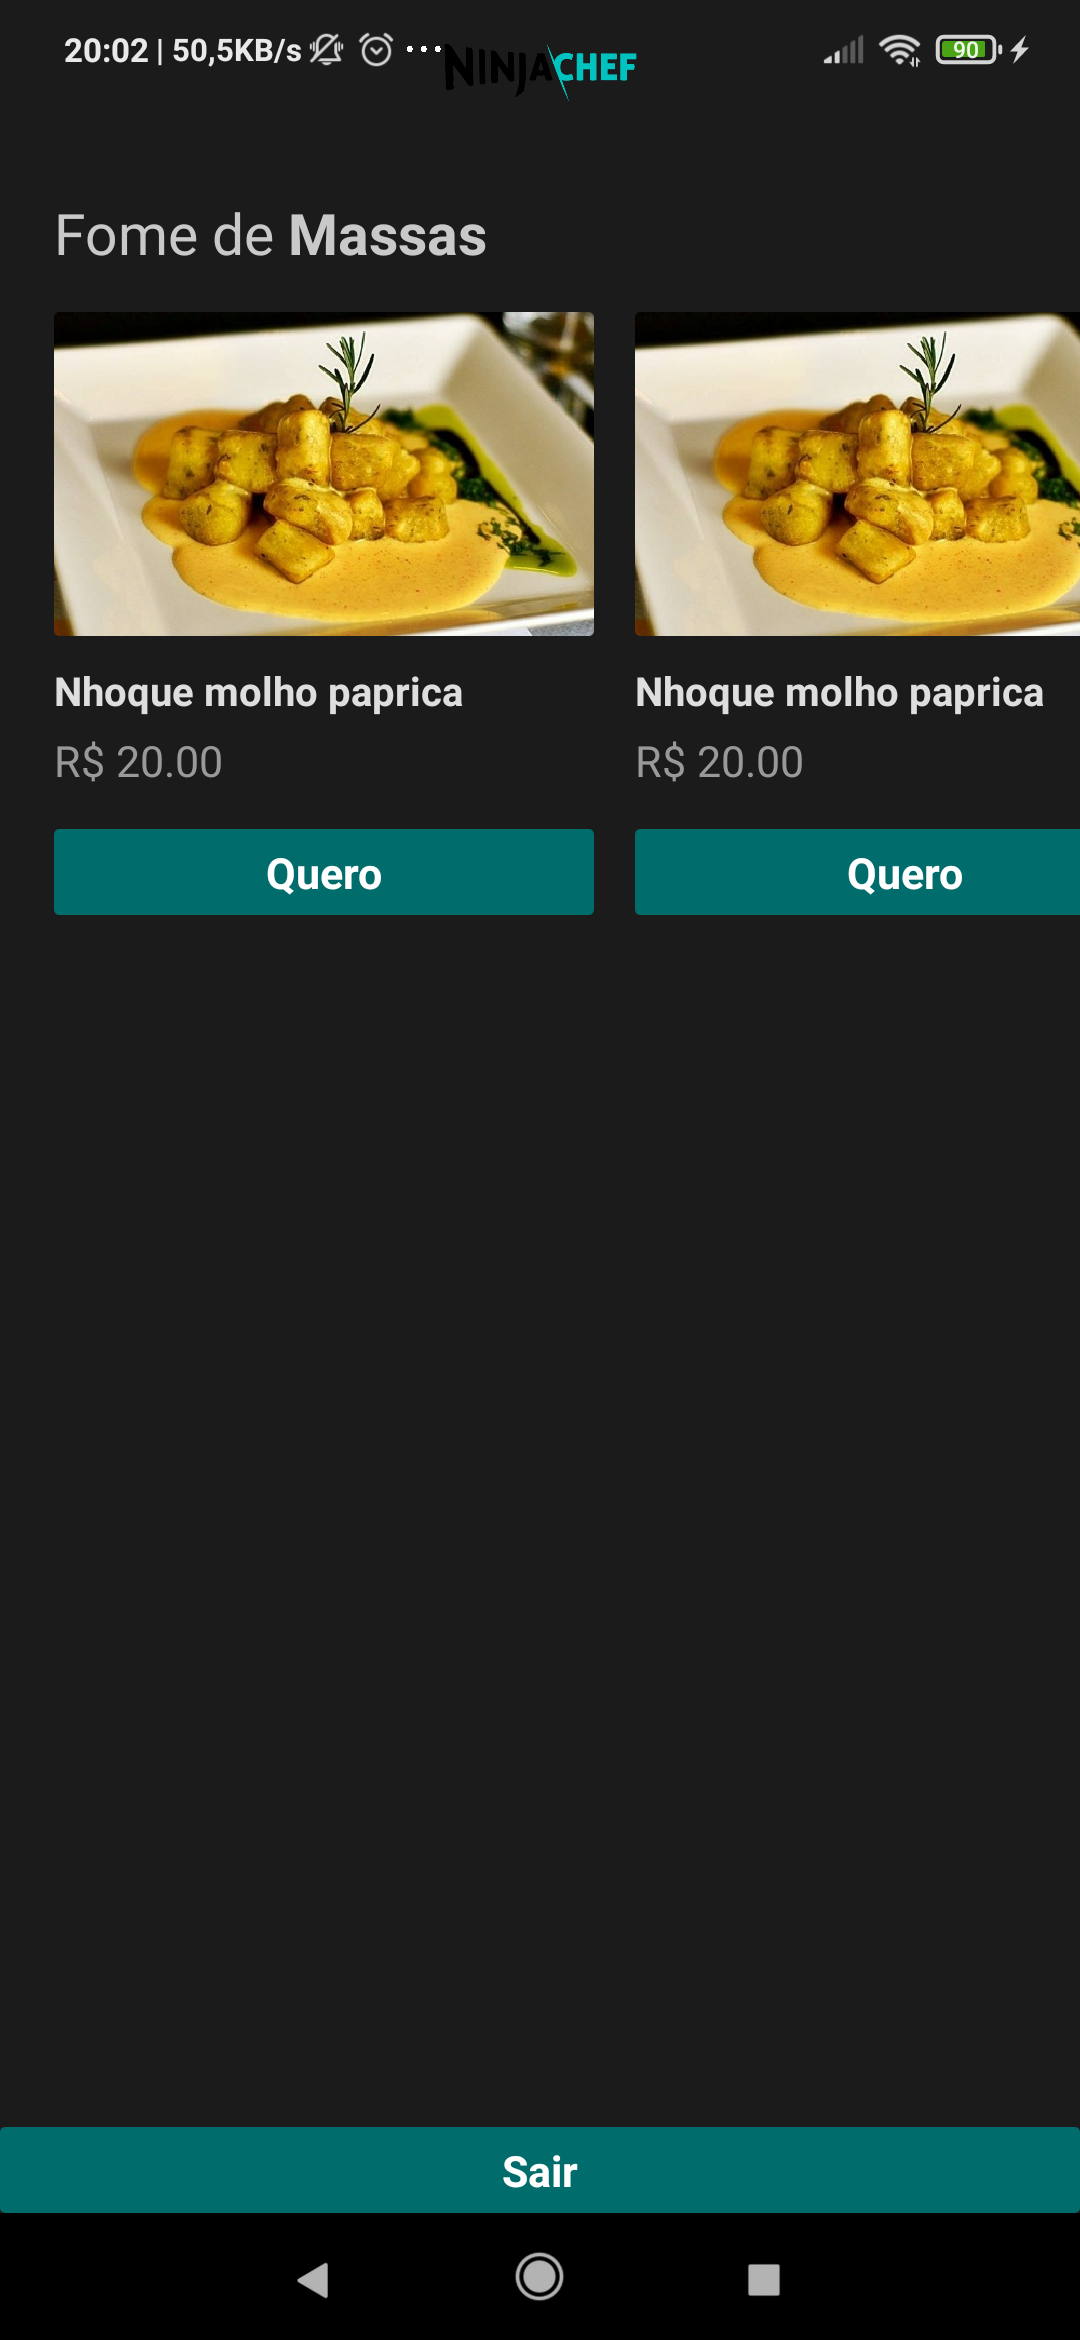 20:02 | 50,5KB/s ...
NINJACHEF
90
Fome de Massas
Nhoque molho paprica
R$ 20.00
Quero
Nhoque molho paprica
R$ 20.00
Quero
Sair